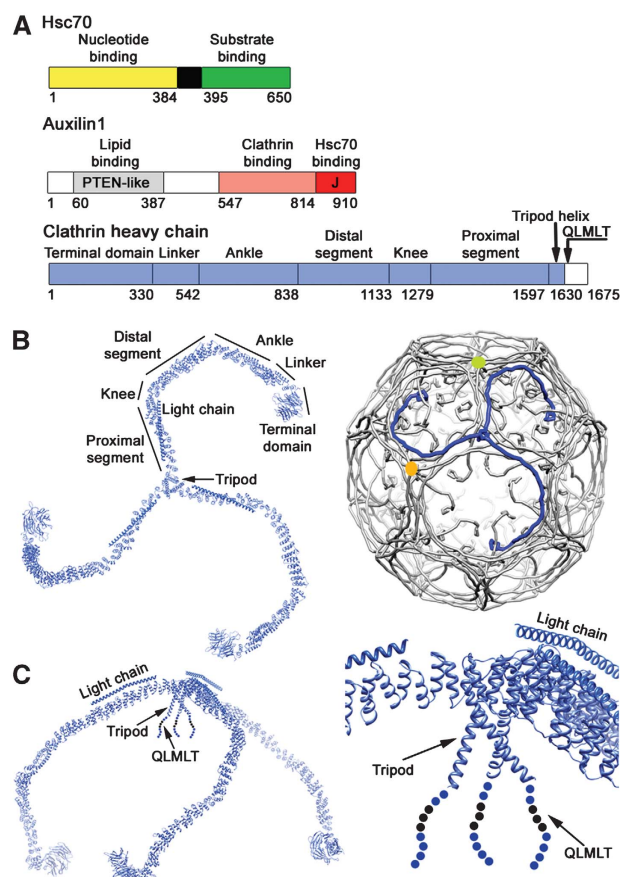 A
Hsc70
Nucleotide
binding
Substrate
binding
1 384 395 650
Auxilin1
Lipid
binding
Clathrin
binding
Hsc70
binding
PTEN-like
J
1 60 387 547 814 910
Clathrin heavy chain
Tripod helix
QLMLT
Terminal domain Linker Ankle
Distal
segment
Knee
Proximal
segment
1 330 542 838 1133 1279 1597 1630 1675
B
Distal
segment
Ankle
Linker
Knee
Light chain
Terminal
domain
Proximal
segment
Tripod
C
Light chain
Tripod
QLMLT
Light chain
Tripod
QLMLT